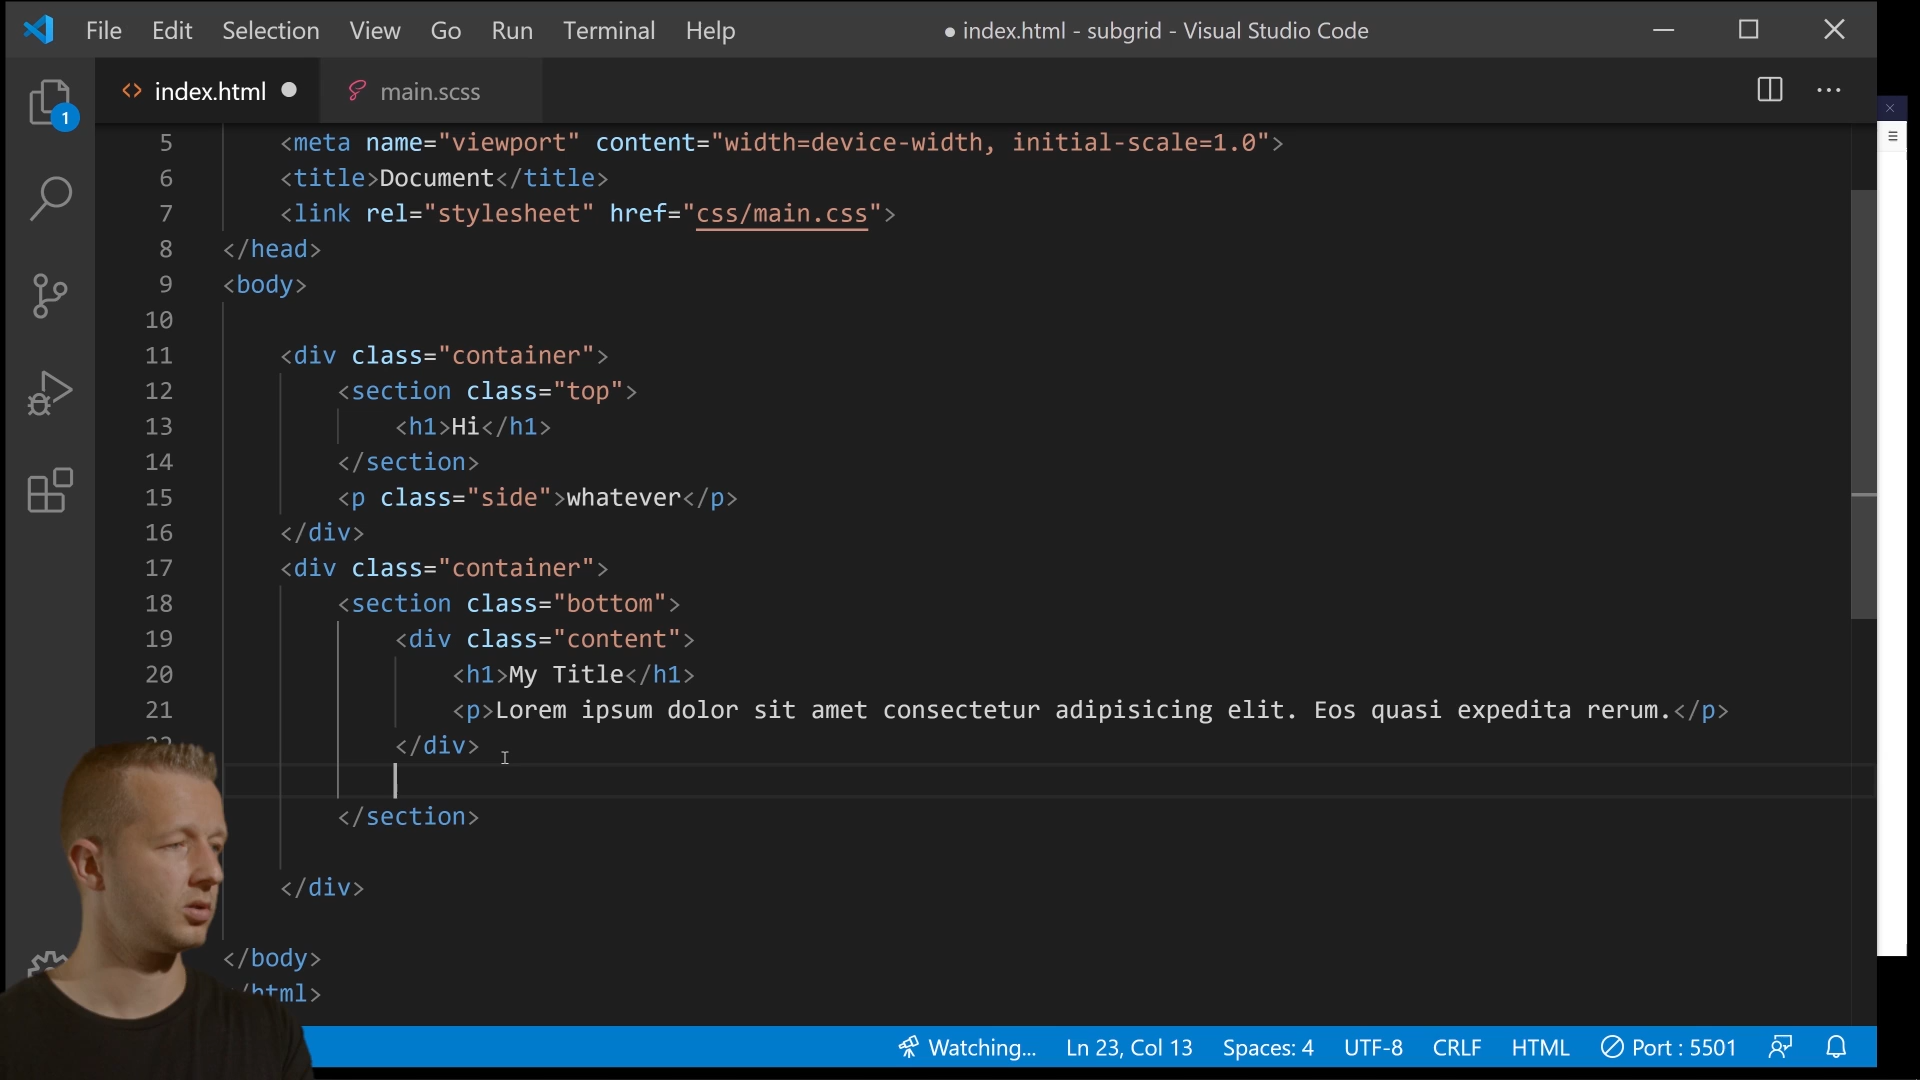 File Edit Selection View Go Run Terminal Help
● index.html - subgrid - Visual Studio Code
<> index.html ●
main.scss
1
5 <meta name="viewport" content="width=device-width, initial-scale=1.0">
6 <title>Document</title>
7 <link rel="stylesheet" href="css/main.css">
8 </head>
9 <body>
10
11 <div class="container">
12 <section class="top">
13 <h1>Hi</h1>
14 </section>
15 <p class="side">whatever</p>
16 </div>
17 <div class="container">
18 <section class="bottom">
19 <div class="content">
20 <h1>My Title</h1>
21 <p>Lorem ipsum dolor sit amet consectetur adipisicing elit. Eos quasi expedita rerum.</p>
22 </div>
</section>
</div>
</body>
html>
Watching... Ln 23, Col 13 Spaces: 4 UTF-8 CRLF HTML Port : 5501